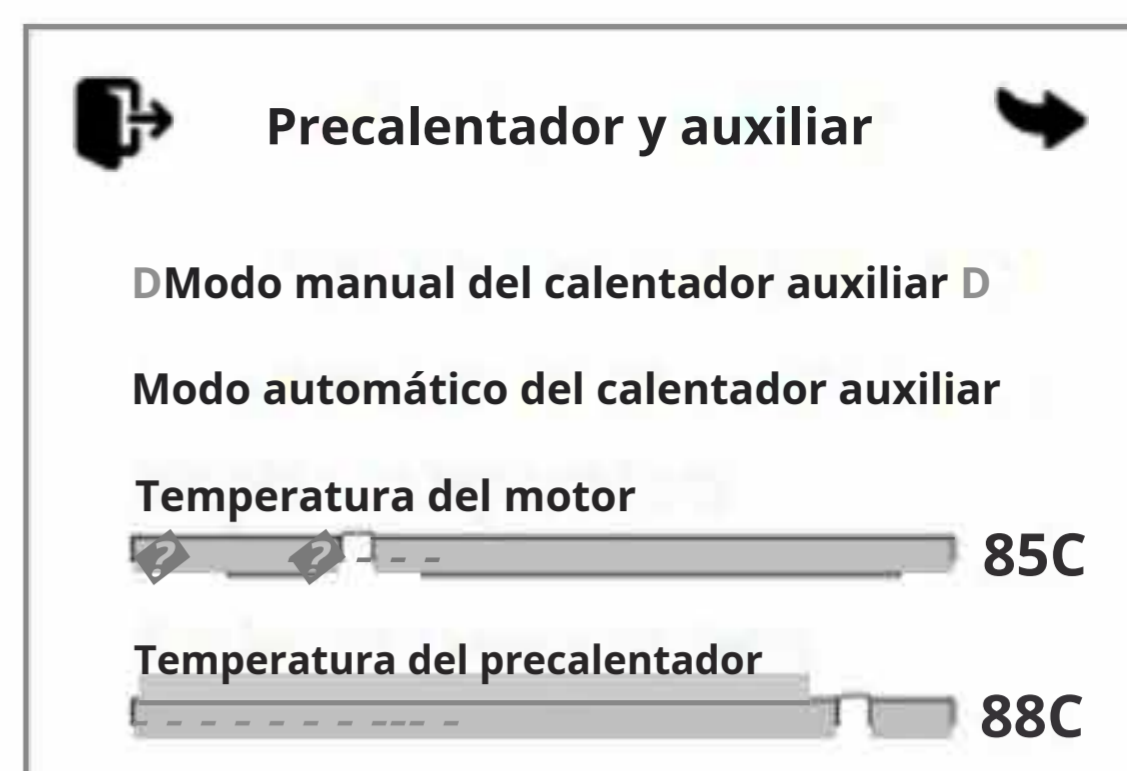 Precalentador y auxiliar
DModo manual del calentador auxiliar D
Modo automático del calentador auxiliar
Temperatura del motor
� � - - - 85C
Temperatura del precalentador
- - - - - - - --- - 88C